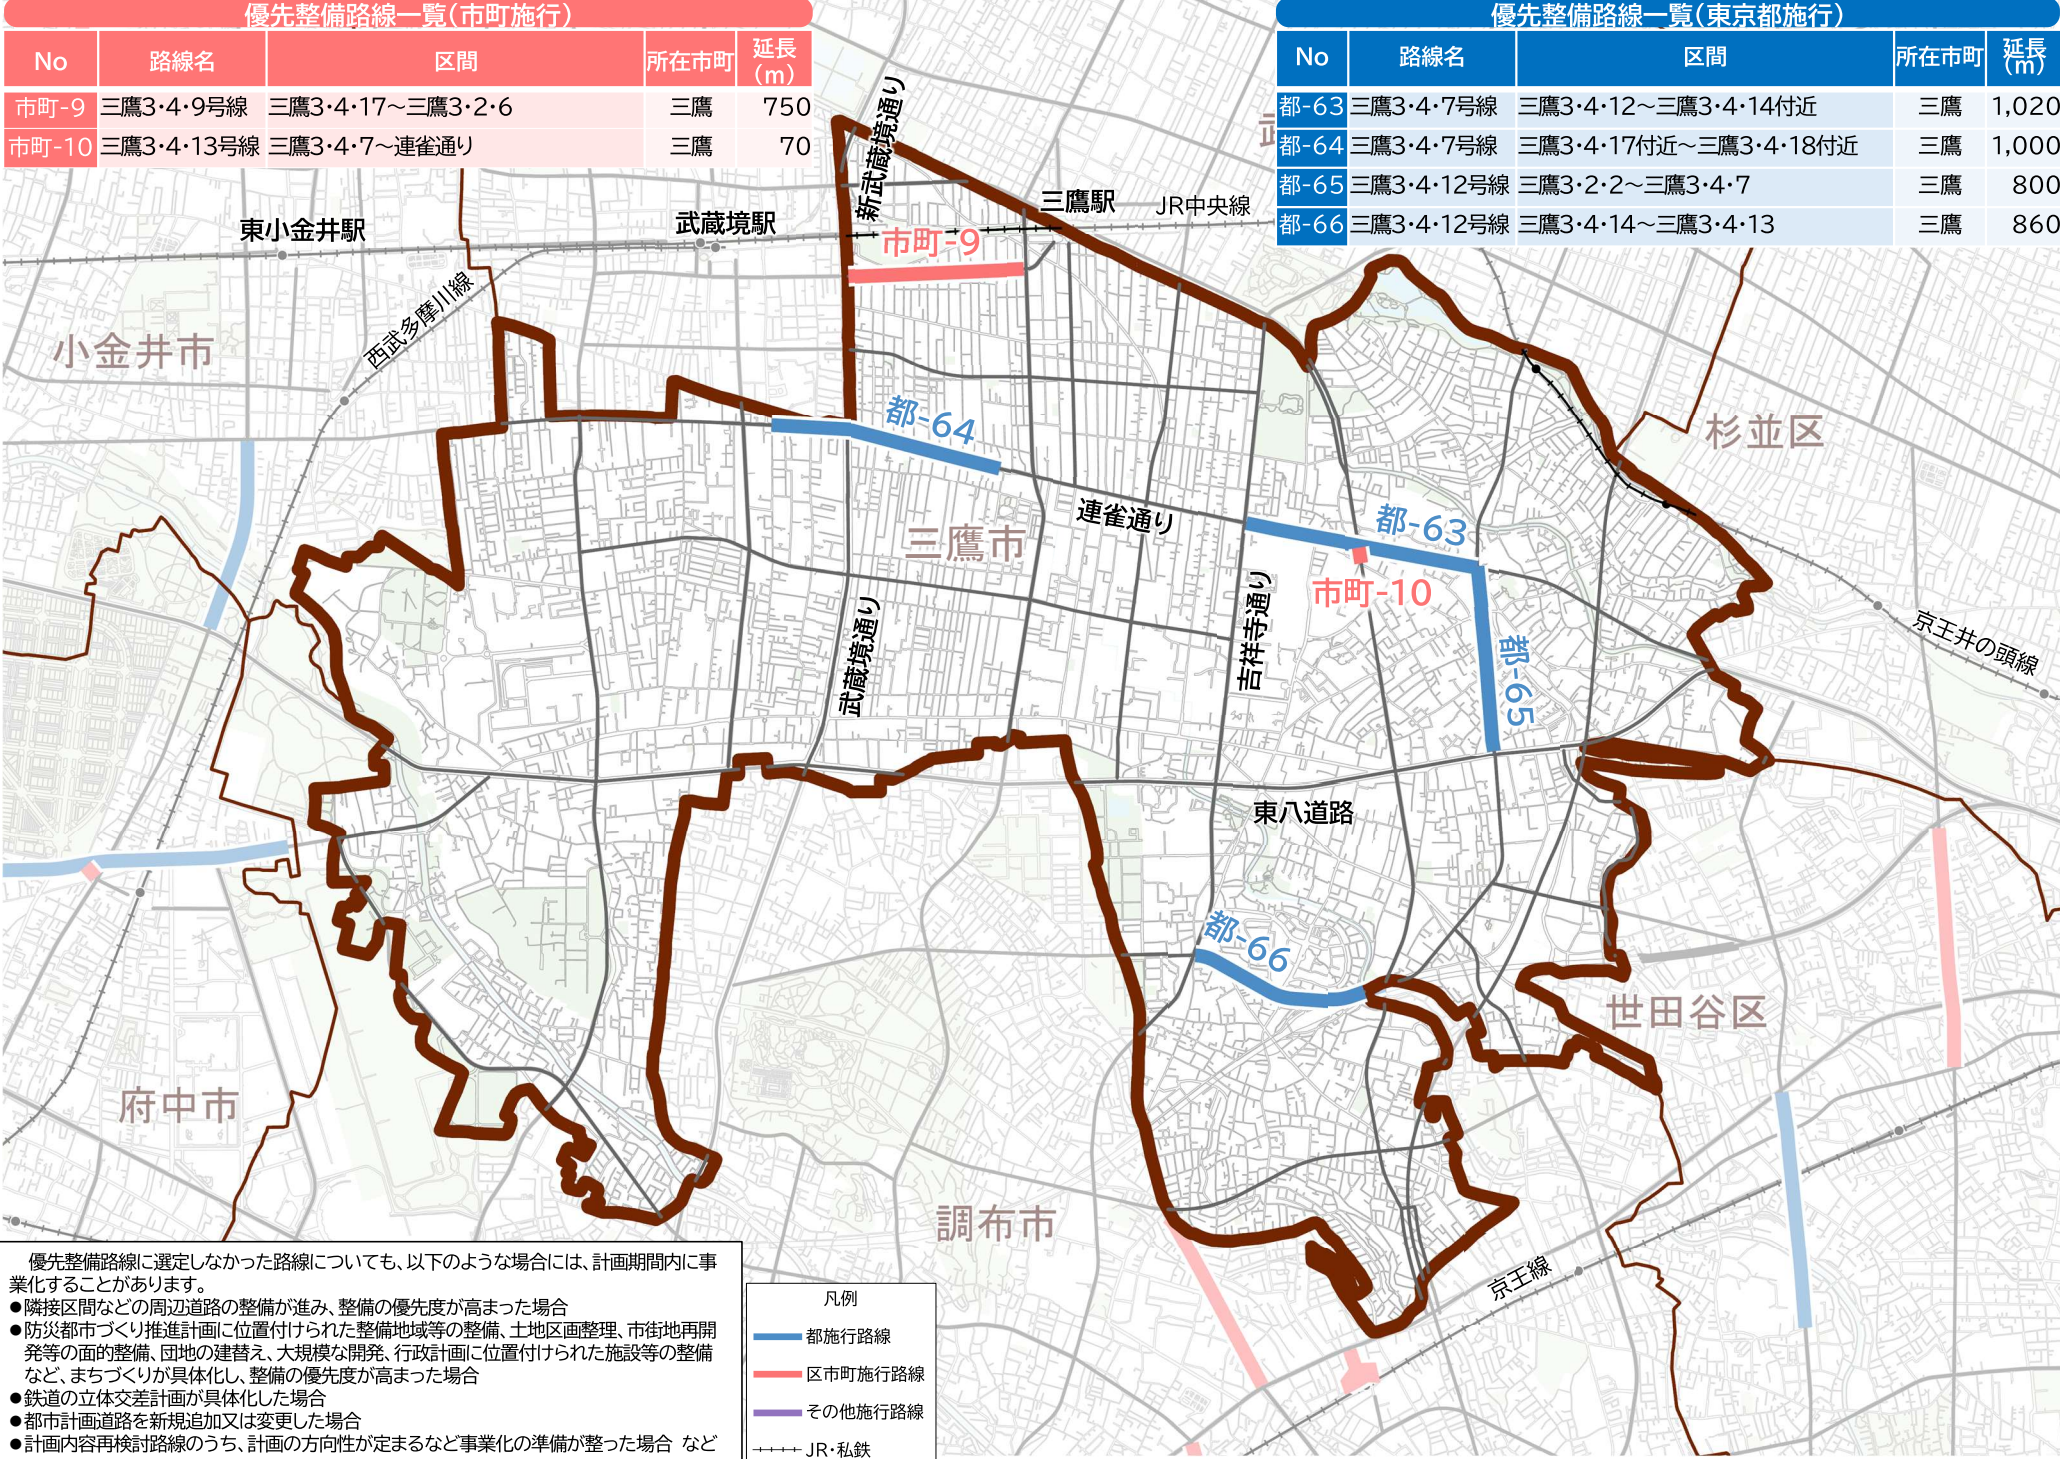 優先整備路線一覧（市町施行）
No 路線名 区間 所在市町 延長（m）
市町-9 三鷹3・4・9号線 三鷹3・4・17～三鷹3・2・6 三鷹 750
市町-10 三鷹3・4・13号線 三鷹3・4・7～連雀通り 三鷹 70
優先整備路線一覧（東京都施行）
No 路線名 区間 所在市町 延長（m）
都-63 三鷹3・4・7号線 三鷹3・4・12～三鷹3・4・14付近 三鷹 1,020
都-64 三鷹3・4・7号線 三鷹3・4・17付近～三鷹3・4・18付近 三鷹 1,000
都-65 三鷹3・4・12号線 三鷹3・2・2～三鷹3・4・7 三鷹 800
都-66 三鷹3・4・12号線 三鷹3・4・14～三鷹3・4・13 三鷹 860
新武蔵境通り
武
三鷹駅
JR中央線
東小金井駅
武蔵境駅
市町-9
西武多摩川線
小金井市
都-64
杉並区
連雀通り
都-63
三鷹市
市町-10
吉祥寺通り
武蔵境通り
都-65
京王井の頭線
東八道路
都-66
世田谷区
府中市
調布市
京王線
優先整備路線に選定しなかった路線についても、以下のような場合には、計画期間内に事
業化することがあります。
●隣接区間などの周辺道路の整備が進み、整備の優先度が高まった場合
●防災都市づくり推進計画に位置付けられた整備地域等の整備、土地区画整理、市街地再開
発等の面的整備、団地の建替え、大規模な開発、行政計画に位置付けられた施設等の整備
など、まちづくりが具体化し、整備の優先度が高まった場合
●鉄道の立体交差計画が具体化した場合
●都市計画道路を新規追加又は変更した場合
●計画内容再検討路線のうち、計画の方向性が定まるなど事業化の準備が整った場合 など
凡例
都施行路線
区市町施行路線
その他施行路線
JR・私鉄